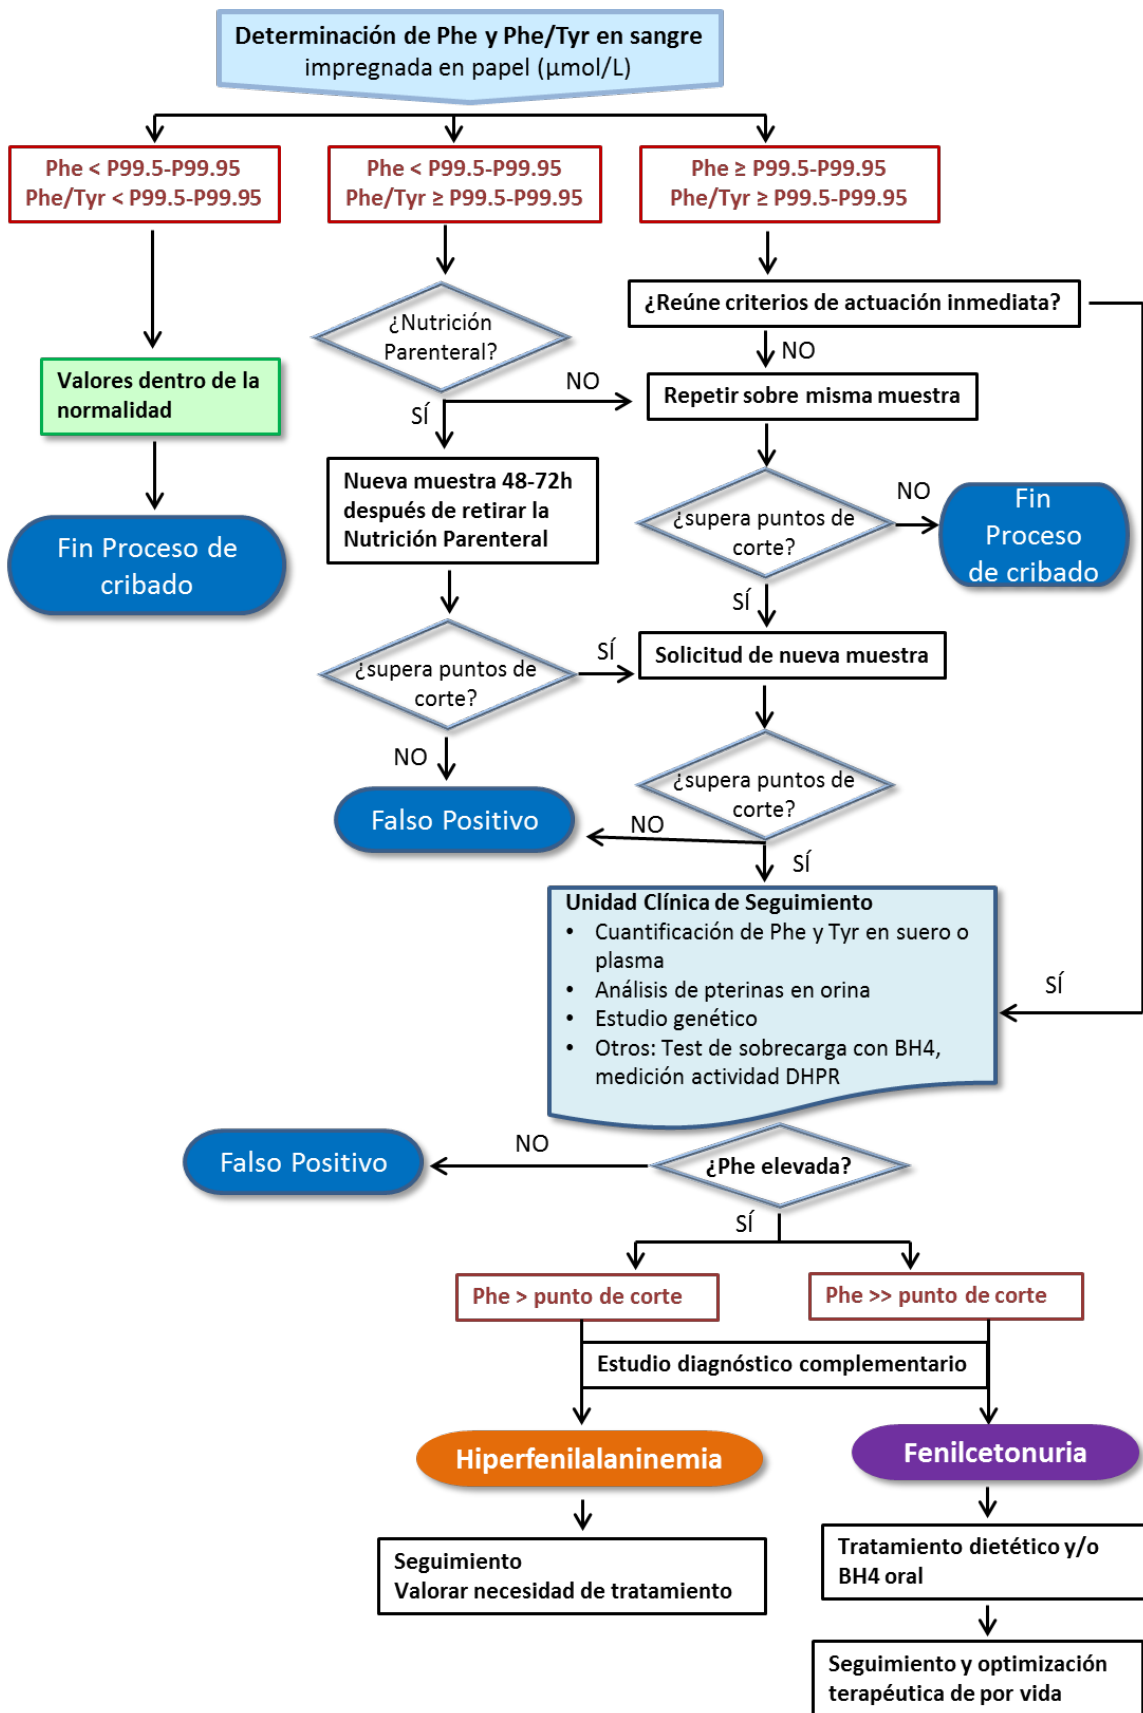 Determinación de Phe y Phe/Tyr en sangre
impregnada en papel (µmol/L)
Phe < P99.5-P99.95
Phe/Tyr < P99.5-P99.95
Phe < P99.5-P99.95
Phe/Tyr ≥ P99.5-P99.95
Phe ≥ P99.5-P99.95
Phe/Tyr ≥ P99.5-P99.95
¿Reúne criterios de actuación inmediata?
¿Nutrición
Parenteral?
NO
NO
SÍ
Valores dentro de la
normalidad
Repetir sobre misma muestra
Nueva muestra 48-72h
después de retirar la
Nutrición Parenteral
¿supera puntos de
corte?
NO
Fin
Proceso
de cribado
Fin Proceso de
cribado
SÍ
¿supera puntos de
corte?
SÍ
Solicitud de nueva muestra
NO
¿supera puntos de
corte?
Falso Positivo
NO
SÍ
Unidad Clínica de Seguimiento
• Cuantificación de Phe y Tyr en suero o
plasma
• Análisis de pterinas en orina
• Estudio genético
• Otros: Test de sobrecarga con BH4,
medición actividad DHPR
SÍ
Falso Positivo
NO
¿Phe elevada?
SÍ
Phe > punto de corte
Phe >> punto de corte
Estudio diagnóstico complementario
Hiperfenilalaninemia
Fenilcetonuria
Seguimiento
Valorar necesidad de tratamiento
Tratamiento dietético y/o
BH4 oral
Seguimiento y optimización
terapéutica de por vida